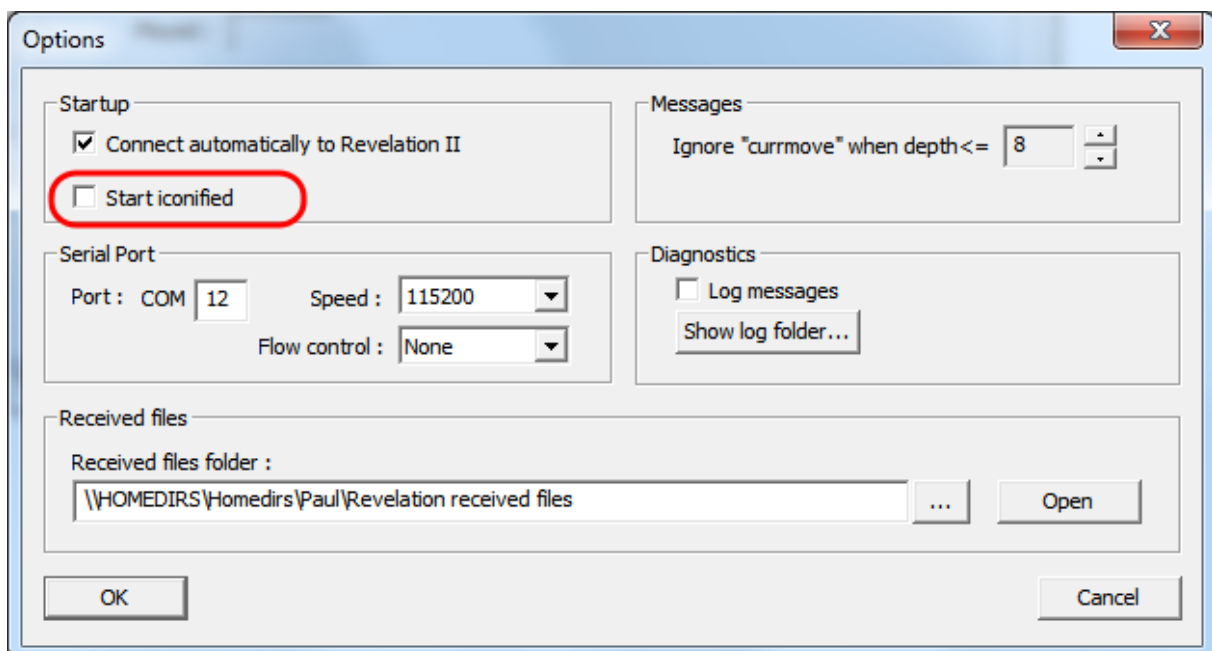 Options
Startup
Connect automatically to Revelation II
Start iconified
Messages
Ignore "currmove" when depth<= 8
Serial Port
Port : COM 12 Speed : 115200
Flow control : None
Diagnostics
Log messages
Show log folder...
Received files
Received files folder :
\\HOMEDIRS\Homedirs\Paul\Revelation received files ... Open
OK Cancel